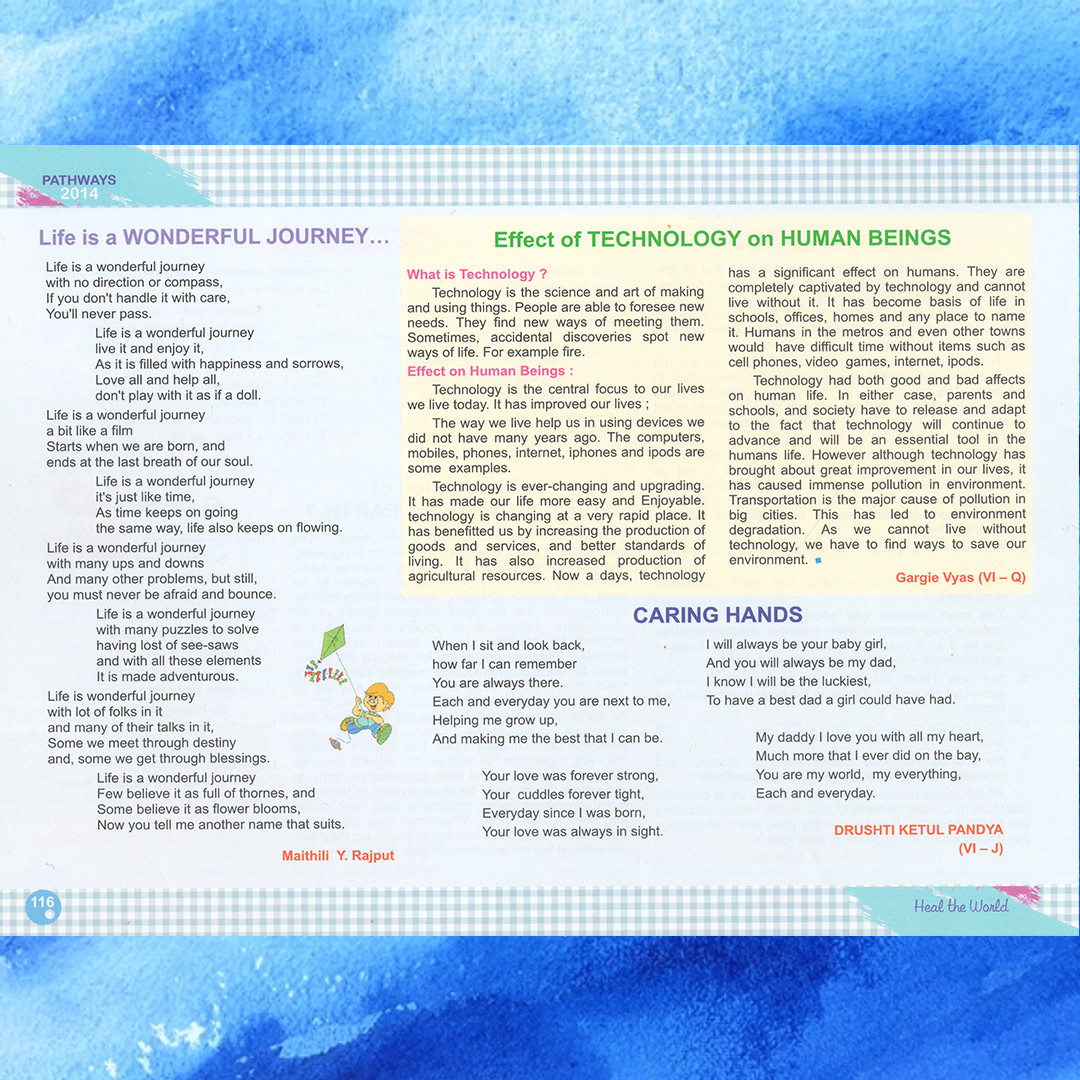 PATHWAYS
2014
Life is a WONDERFUL JOURNEY...
Life is a wonderful journey
with no direction or compass,
If you don't handle it with care,
You'll never pass.
Life is a wonderful journey
live it and enjoy it,
As it is filled with happiness and sorrows,
Love all and help all,
don't play with it as if a doll.
Life is a wonderful journey
a bit like a film
Starts when we are born, and
ends at the last breath of our soul.
Life is a wonderful journey
it's just like time,
As time keeps on going
the same way, life also keeps on flowing.
Life is a wonderful journey
with many ups and downs
And many other problems, but still,
you must never be afraid and bounce.
Life is a wonderful journey
with many puzzles to solve
having lost of see-saws
and with all these elements
It is made adventurous.
Life is wonderful journey
with lot of folks in it
and many of their talks in it,
Some we meet through destiny
and, some we get through blessings.
Life is a wonderful journey
Few believe it as full of thornes, and
Some believe it as flower blooms,
Now you tell me another name that suits.
Maithili Y. Rajput
Effect of TECHNOLOGY on HUMAN BEINGS
What is Technology ?
Technology is the science and art of making
and using things. People are able to foresee new
needs. They find new ways of meeting them.
Sometimes, accidental discoveries spot new
ways of life. For example fire.
Effect on Human Beings :
Technology is the central focus to our lives
we live today. It has improved our lives ;
The way we live help us in using devices we
did not have many years ago. The computers,
mobiles, phones, internet, iphones and ipods are
some examples.
Technology is ever-changing and upgrading.
It has made our life more easy and Enjoyable.
technology is changing at a very rapid place. It
has benefitted us by increasing the production of
goods and services, and better standards of
living. It has also increased production of
agricultural resources. Now a days, technology
has a significant effect on humans. They are
completely captivated by technology and cannot
live without it. It has become basis of life in
schools, offices, homes and any place to name
it. Humans in the metros and even other towns
would have difficult time without items such as
cell phones, video games, internet, ipods.
Technology had both good and bad affects
on human life. In either case, parents and
schools, and society have to release and adapt
to the fact that technology will continue to
advance and will be an essential tool in the
humans life. However although technology has
brought about great improvement in our lives, it
has caused immense pollution in environment.
Transportation is the major cause of pollution in
big cities. This has led to environment
degradation. As we cannot live without
technology, we have to find ways to save our
environment.
Gargie Vyas (VI – Q)
CARING HANDS
When I sit and look back,
how far I can remember
You are always there.
Each and everyday you are next to me,
Helping me grow up,
And making me the best that I can be.
Your love was forever strong,
Your cuddles forever tight,
Everyday since I was born,
Your love was always in sight.
I will always be your baby girl,
And you will always be my dad,
I know I will be the luckiest,
To have a best dad a girl could have had.
My daddy I love you with all my heart,
Much more that I ever did on the bay,
You are my world, my everything,
Each and everyday.
DRUSHTI KETUL PANDYA
(VI – J)
116
Heal the World